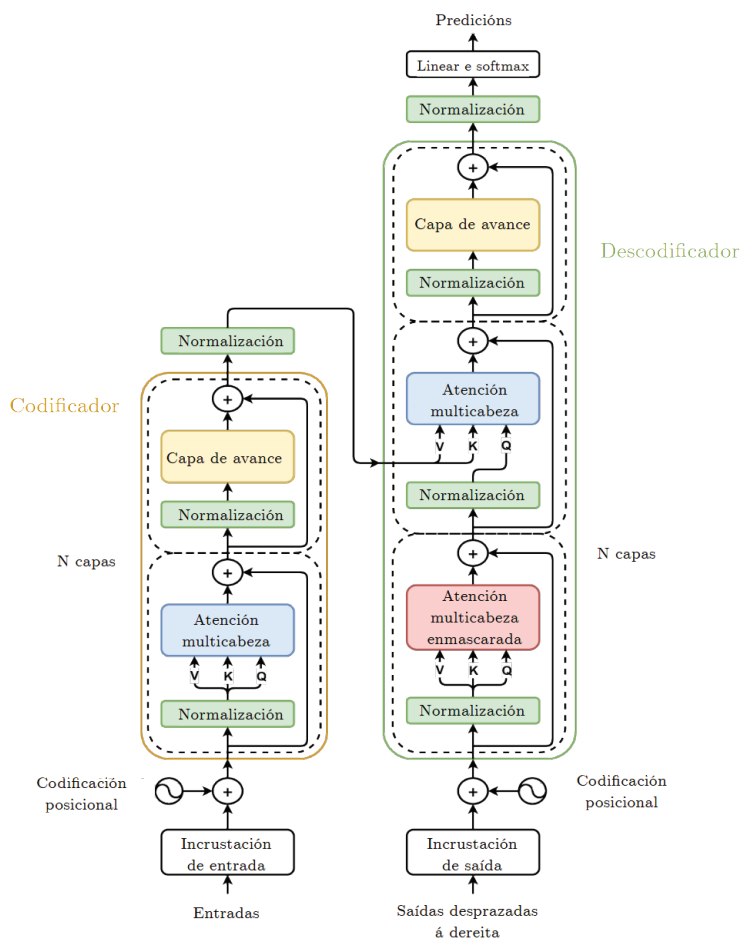 Predicións
Linear e softmax
Normalización
Capa de avance
Descodificador
Normalización
Normalización
Codificador
Atención
multicabeza
V K Q
Capa de avance
Normalización
Normalización
N capas
N capas
Atención
multicabeza
V K Q
Normalización
Atención
multicabeza
enmascarada
V K Q
Normalización
Codificación
posicional
Codificación
posicional
Incrustación
de entrada
Incrustación
de saída
Entradas
Saídas desprazadas
á dereita